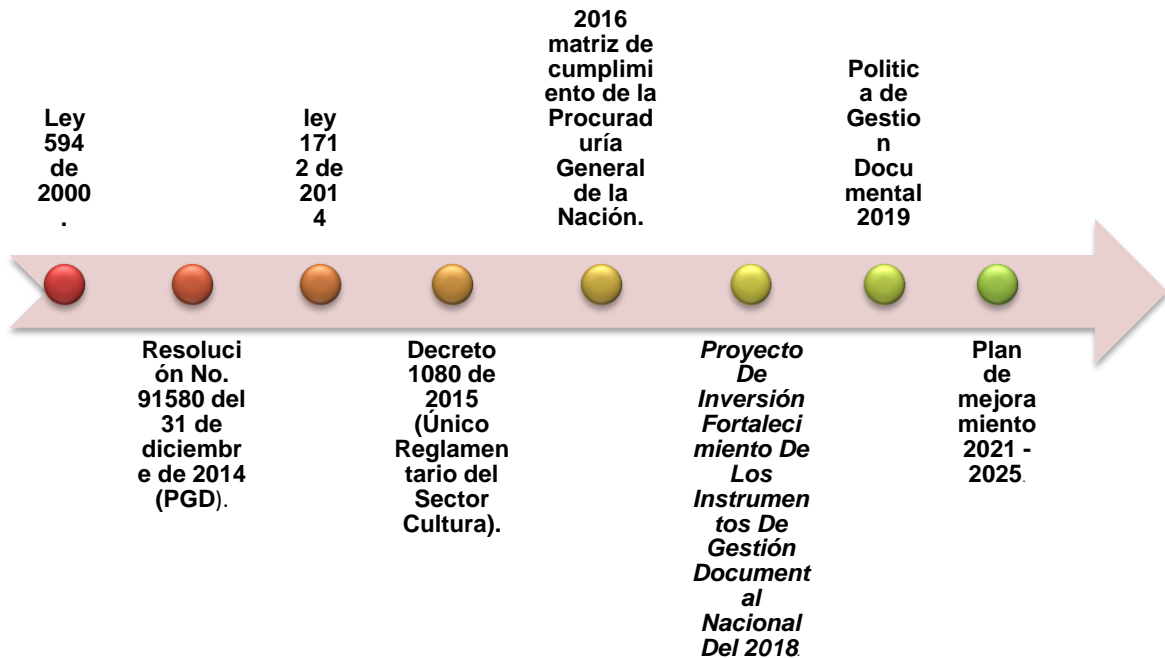 Ley
594
de
2000
.
Resoluci
ón No.
91580 del
31 de
diciembr
e de 2014
(PGD).
ley
171
2 de
201
4
Decreto
1080 de
2015
(Único
Reglamen
tario del
Sector
Cultura).
2016
matriz de
cumplimi
ento de la
Procurad
uría
General
de la
Nación.
Proyecto
De
Inversión
Fortaleci
miento De
Los
Instrumen
tos De
Gestión
Document
al
Nacional
Del 2018.
Politic
a de
Gestio
n
Docu
mental
2019
Plan
de
mejora
miento
2021 -
2025.